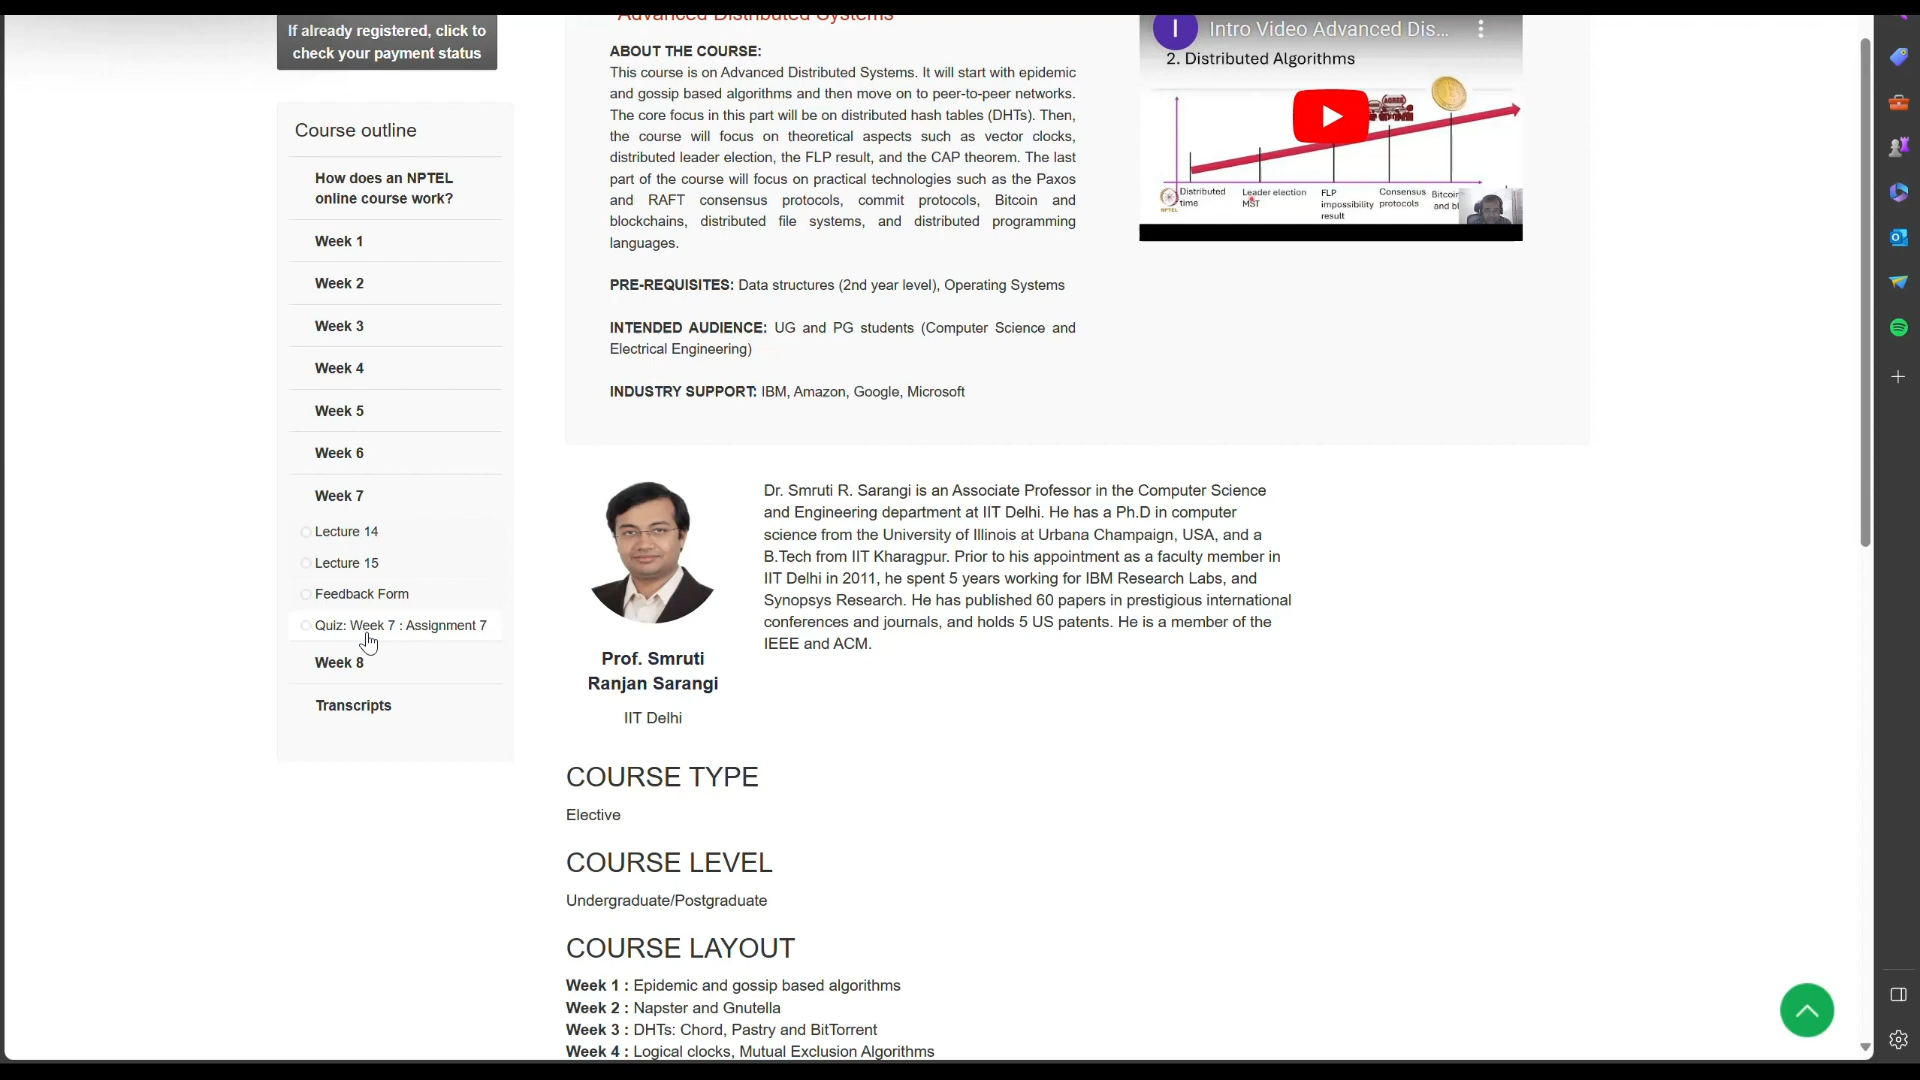 If already registered, click to
check your payment status
Course outline
How does an NPTEL
online course work?
Week 1
Week 2
Week 3
Week 4
Week 5
Week 6
Week 7
Lecture 14
Lecture 15
Feedback Form
Quiz: Week 7 : Assignment 7
Week 8
Transcripts
Advanced Distributed Systems
ABOUT THE COURSE:
This course is on Advanced Distributed Systems. It will start with epidemic
and gossip based algorithms and then move on to peer-to-peer networks.
The core focus in this part will be on distributed hash tables (DHTs). Then,
the course will focus on theoretical aspects such as vector clocks,
distributed leader election, the FLP result, and the CAP theorem. The last
part of the course will focus on practical technologies such as the Paxos
and RAFT consensus protocols, commit protocols, Bitcoin and
blockchains, distributed file systems, and distributed programming
languages.
PRE-REQUISITES: Data structures (2nd year level), Operating Systems
INTENDED AUDIENCE: UG and PG students (Computer Science and
Electrical Engineering)
INDUSTRY SUPPORT: IBM, Amazon, Google, Microsoft
I
Intro Video Advanced Dis...
2. Distributed Algorithms
AGREE
Distributed
time
Leader election
MST
FLP
impossibility
result
Consensus
protocols
Bitcoin
and bl
NPTEL
Dr. Smruti R. Sarangi is an Associate Professor in the Computer Science
and Engineering department at IIT Delhi. He has a Ph.D in computer
science from the University of Illinois at Urbana Champaign, USA, and a
B.Tech from IIT Kharagpur. Prior to his appointment as a faculty member in
IIT Delhi in 2011, he spent 5 years working for IBM Research Labs, and
Synopsys Research. He has published 60 papers in prestigious international
conferences and journals, and holds 5 US patents. He is a member of the
IEEE and ACM.
Prof. Smruti
Ranjan Sarangi
IIT Delhi
COURSE TYPE
Elective
COURSE LEVEL
Undergraduate/Postgraduate
COURSE LAYOUT
Week 1 : Epidemic and gossip based algorithms
Week 2 : Napster and Gnutella
Week 3 : DHTs: Chord, Pastry and BitTorrent
Week 4 : Logical clocks, Mutual Exclusion Algorithms